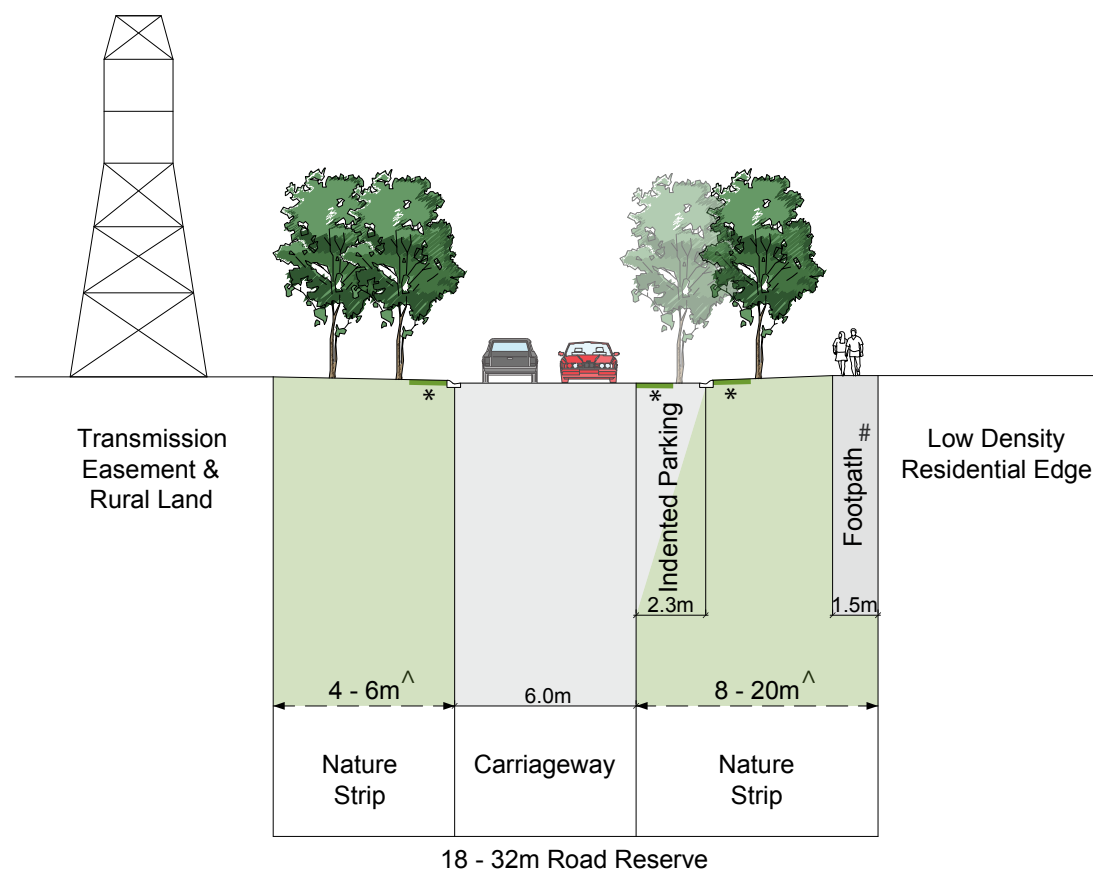 *
*
*
Transmission
Easement &
Rural Land
Indented Parking
Footpath #
Low Density
Residential Edge
2.3m
1.5m
4 - 6m^
6.0m
8 - 20m^
Nature
Strip
Carriageway
Nature
Strip
18 - 32m Road Reserve